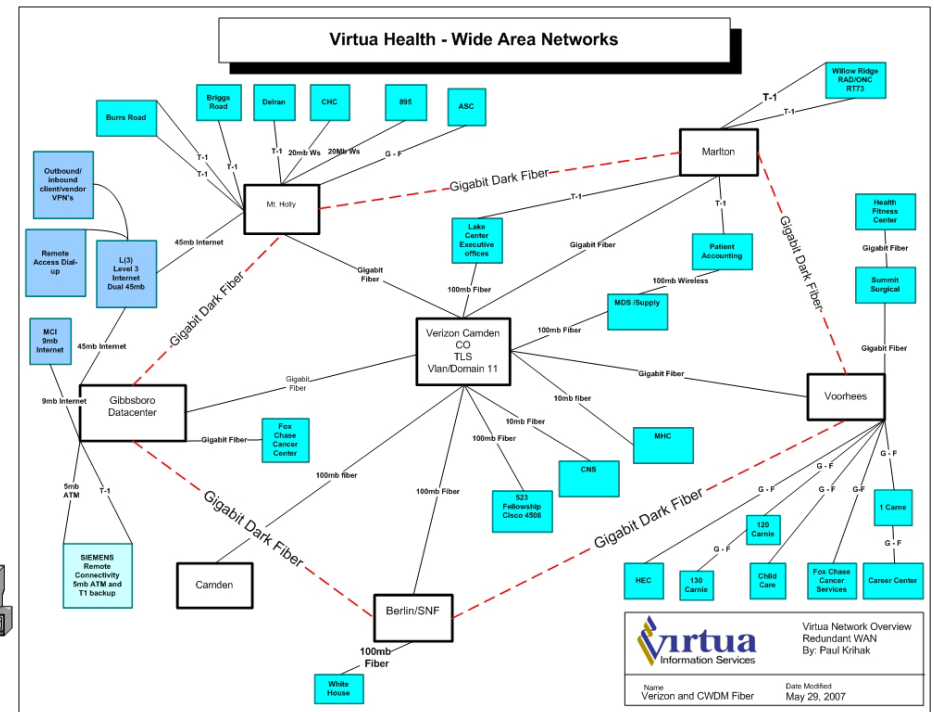 Virtua Health - Wide Area Networks
Willow Ridge
RAD/ONC
RT73
Briggs
Road
Delran
CHC
895
ASC
Burrs Road
T-1
T-1
T-1
T-1
20mb Ws
20Mb Ws
G - F
T-1
T-1
Marlton
Gigabit Dark Fiber
Outbound/
inbound
client/vendor
VPN's
Mt. Holly
T-1
T-1
Health
Fitness
Center
Lake
Center
Executive
offices
Patient
Accounting
Gigabit Fiber
Gigabit Dark Fiber
Remote
Access Dial-
up
L(3)
Level 3
Internet
Dual 45mb
45mb Internet
Gigabit Fiber
Gigabit
Fiber
100mb Fiber
100mb Wireless
Summit
Surgical
MDS /Supply
Gigabit Dark Fiber
MCI
9mb
Internet
45mb Internet
Verizon Camden
CO
TLS
Vlan/Domain 11
100mb Fiber
Gigabit Fiber
9mb Internet
Gibbsboro
Datacenter
Gigabit
Fiber
Gigabit Fiber
Voorhees
10mb fiber
Gigabit Fiber
Fox
Chase
Cancer
Center
100mb fiber
100mb Fiber
100mb Fiber
10mb Fiber
MHC
CNS
5mb
ATM
T-1
Gigabit Dark Fiber
523
Fellowship
Cisco 4506
Gigabit Dark Fiber
G - F
G - F
G - F
G - F
G-F
G - F
1 Carne
120
Carnie
G - F
SIEMENS
Remote
Connectivity
5mb ATM and
T1 backup
Camden
HEC
130
Carnie
Child
Care
Fox Chase
Cancer
Services
Career Center
Berlin/SNF
100mb
Fiber
White
House
Virtua
Information Services
Virtua Network Overview
Redundant WAN
By: Paul Krihak
Name
Verizon and CWDM Fiber
Date Modified
May 29, 2007